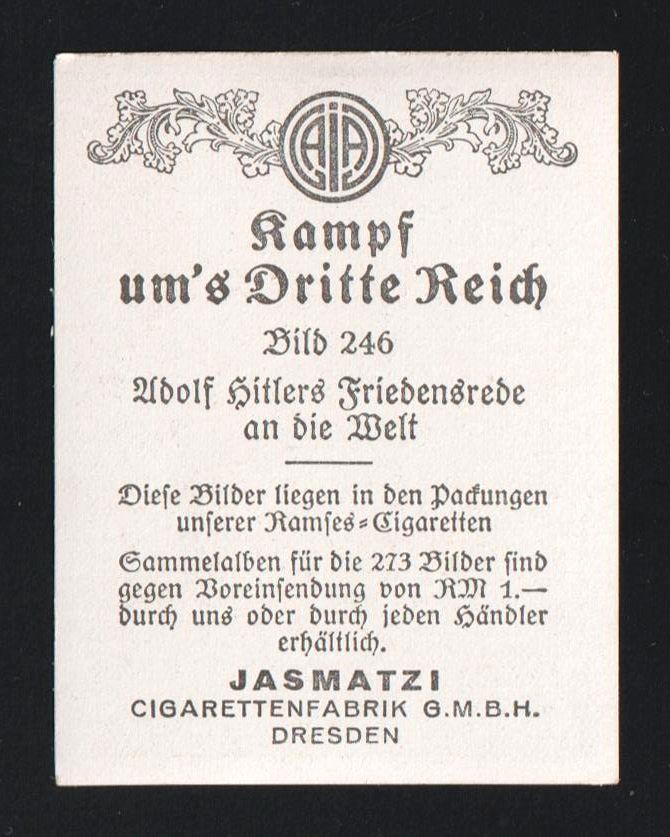 AJA
Kampf
um's Dritte Reich
Bild 246
Adolf Hitlers Friedensrede
an die Welt
Diese Bilder liegen in den Packungen
unserer Ramses=Cigaretten
Sammelalben für die 273 Bilder sind
gegen Voreinsendung von RM 1.—
durch uns oder durch jeden Händler
erhältlich.
JASMATZI
CIGARETTENFABRIK G.M.B.H.
DRESDEN